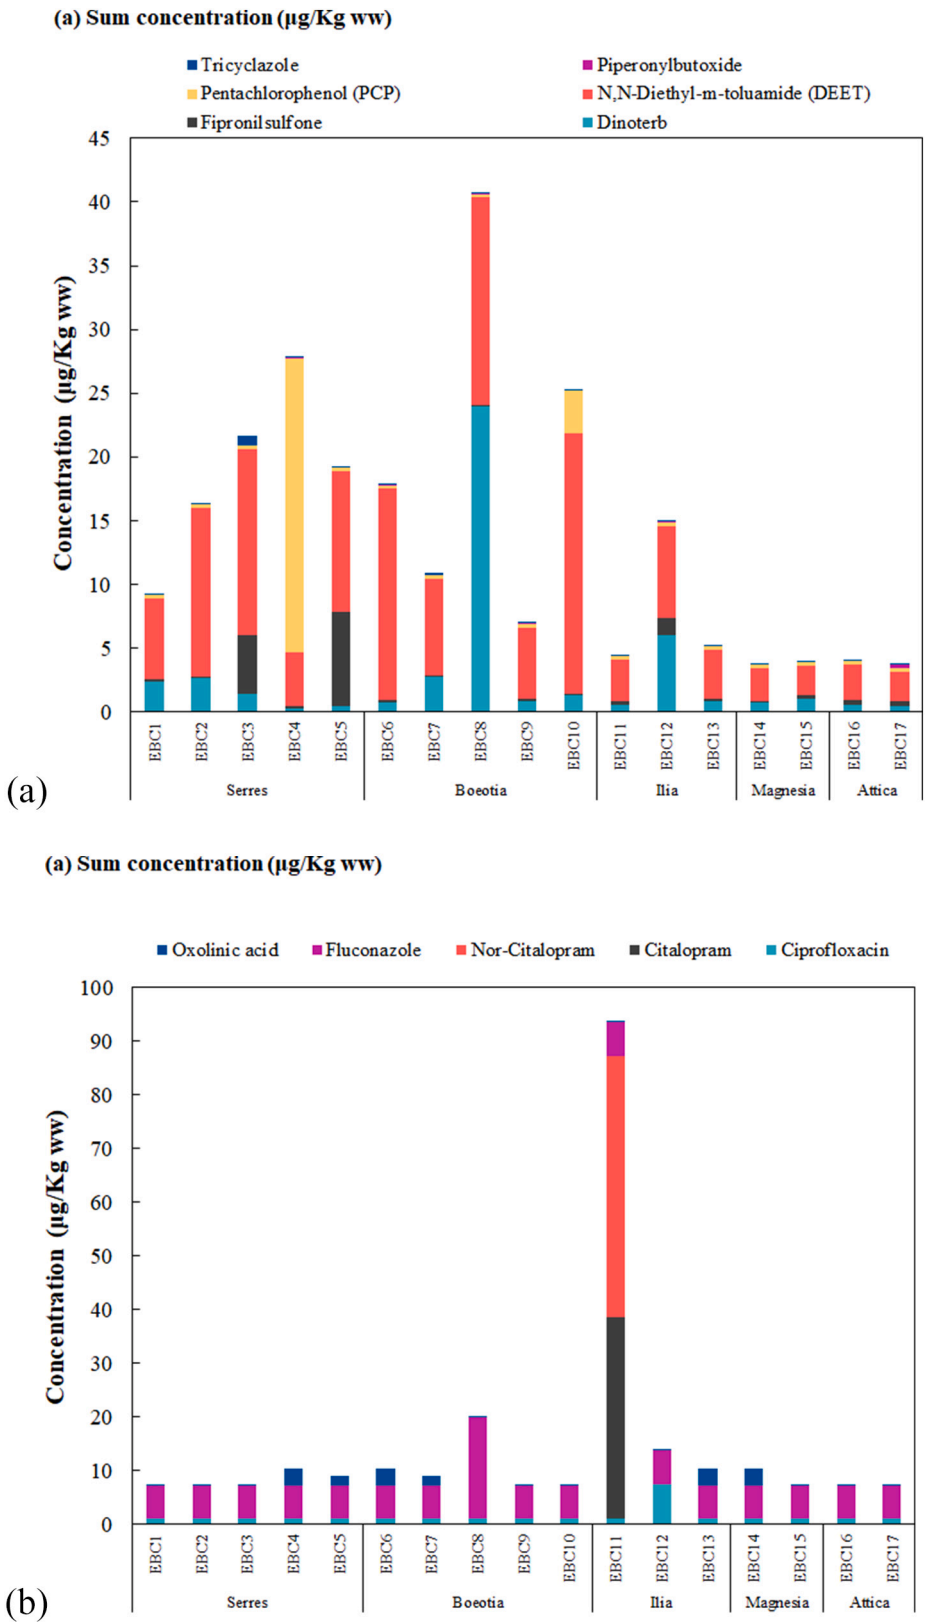 (a) Sum concentration (µg/Kg ww)
Tricyclazole Piperonylbutoxide
Pentachlorophenol (PCP) N,N-Diethyl-m-toluamide (DEET)
Fipronilsulfone Dinoterb
Concentration (µg/Kg ww)
45
40
35
30
25
20
15
10
5
0
EBC1 EBC2 EBC3 EBC4 EBC5 EBC6 EBC7 EBC8 EBC9 EBC10 EBC11 EBC12 EBC13 EBC14 EBC15 EBC16 EBC17
Serres Boeotia Ilia Magnesia Attica
(a)
(a) Sum concentration (µg/Kg ww)
Oxolinic acid Fluconazole Nor-Citalopram Citalopram Ciprofloxacin
Concentration (µg/Kg ww)
100
90
80
70
60
50
40
30
20
10
0
EBC1 EBC2 EBC3 EBC4 EBC5 EBC6 EBC7 EBC8 EBC9 EBC10 EBC11 EBC12 EBC13 EBC14 EBC15 EBC16 EBC17
Serres Boeotia Ilia Magnesia Attica
(b)